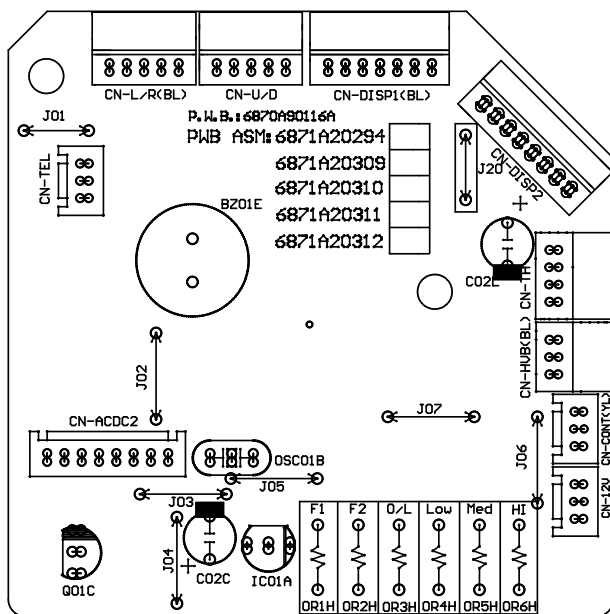 CN-L/R(BL)
CN-U/D
CN-DISP1(BL)
J01
P.W.B.:6870A90116A
PWB ASM:6871A20294
6871A20309
6871A20310
6871A20311
6871A20312
J20
CN-DISP2
CN-TEL
BZ01E
C02L
CN-TH
CN-HVB(BL)
J02
J07
CN-CONT(YL)
J06
CN-ACDC2
OSC01B
J05
J03
CN-12V
J04
Q01C
C02C
IC01A
F1
F2
O/L
Low
Med
HI
OR1H
OR2H
OR3H
OR4H
OR5H
OR6H